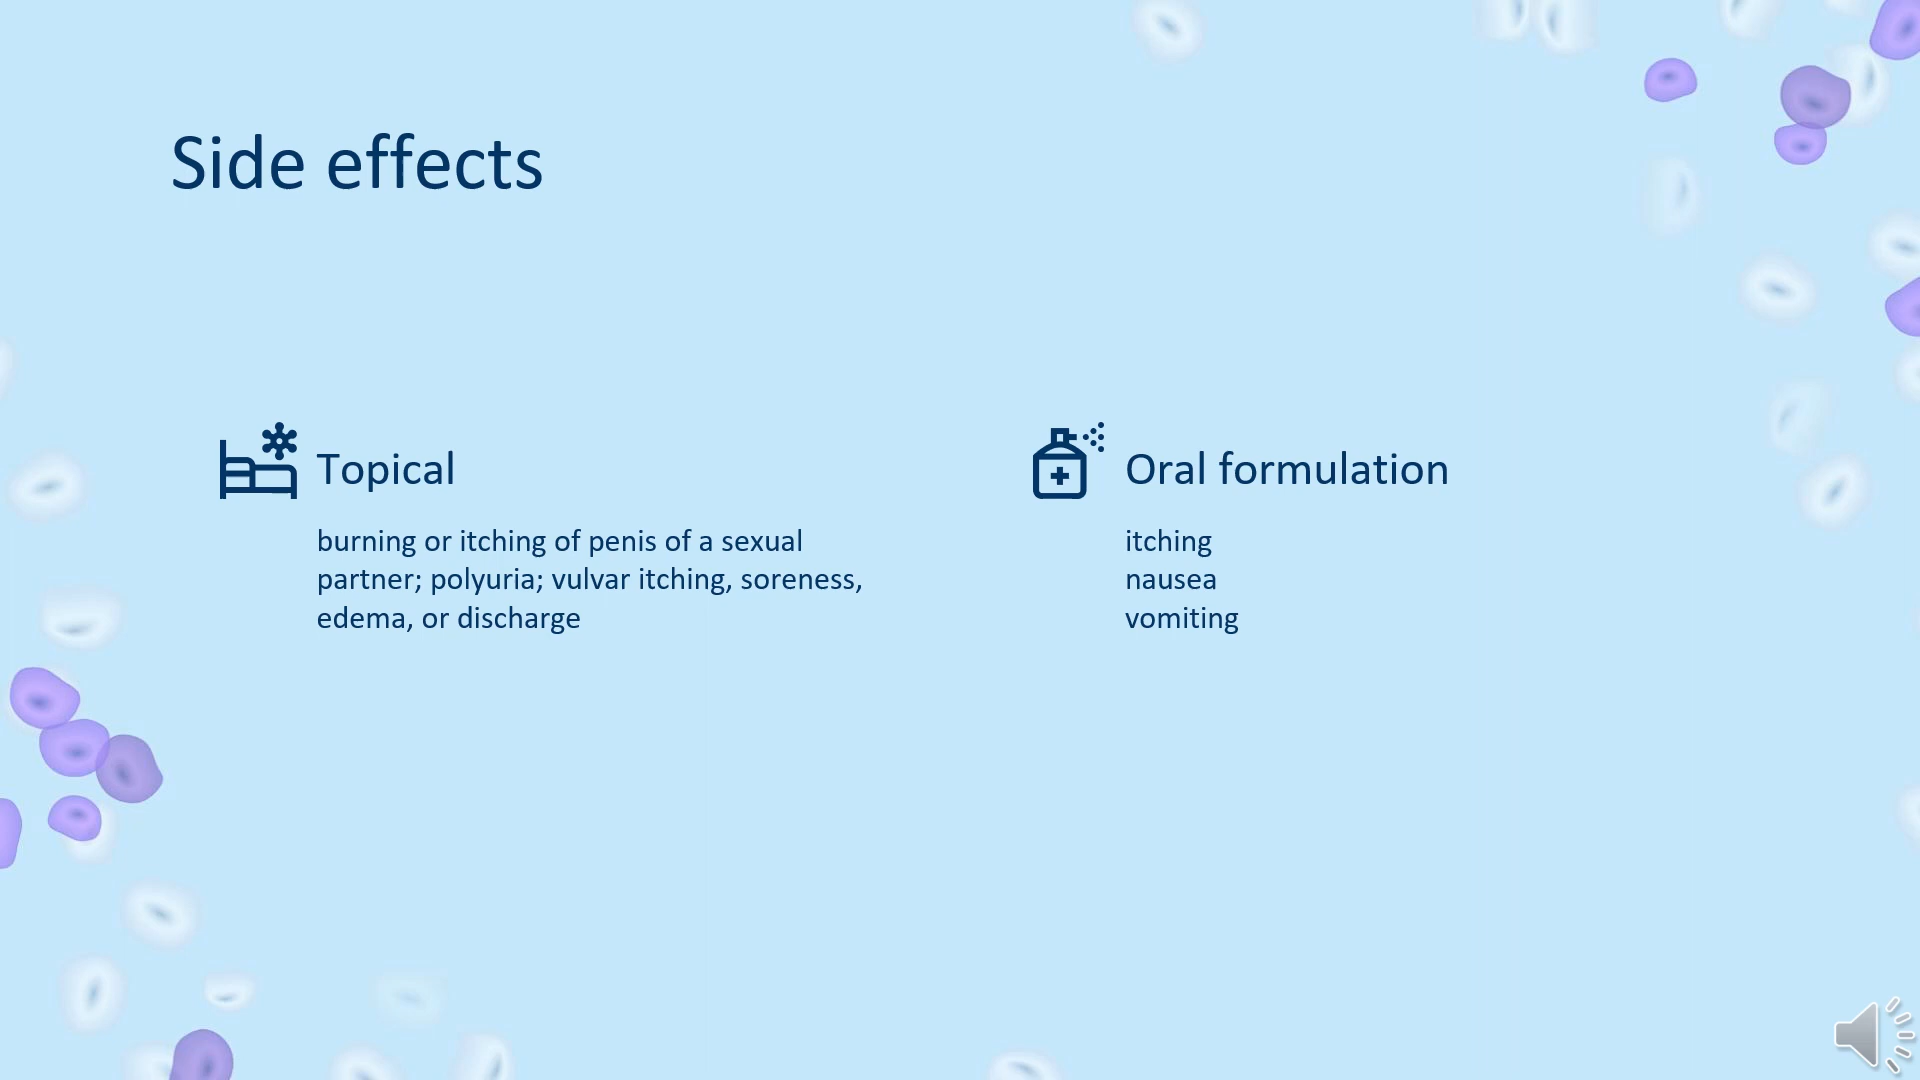 Side effects
Topical
burning or itching of penis of a sexual
partner; polyuria; vulvar itching, soreness,
edema, or discharge
Oral formulation
itching
nausea
vomiting